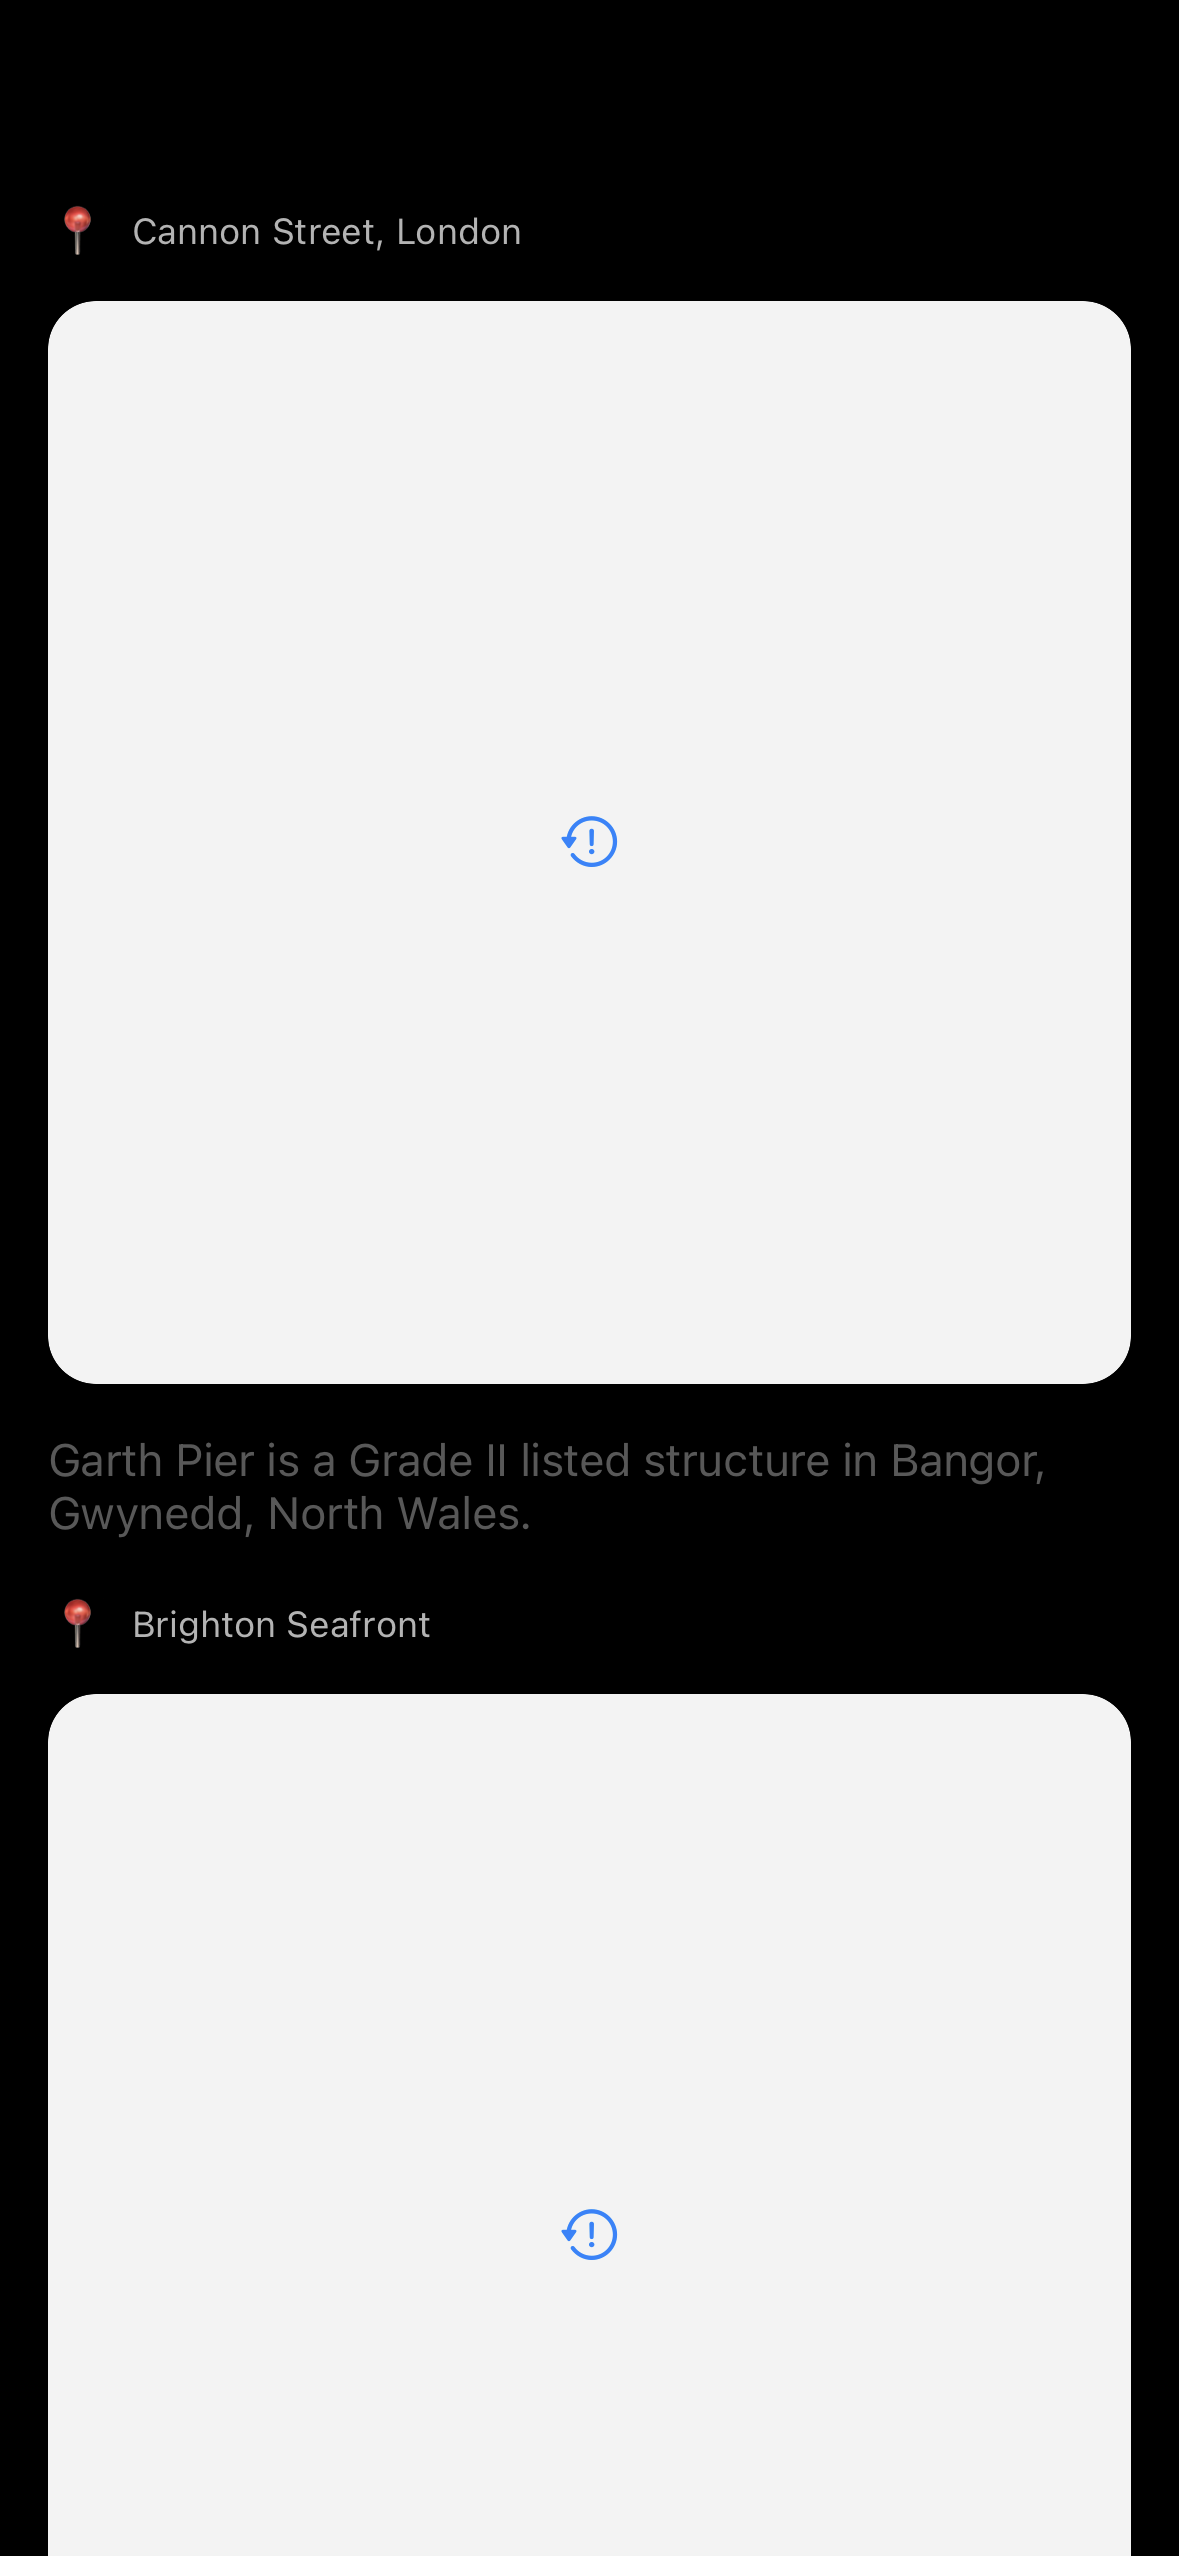 Cannon Street, London
Garth Pier is a Grade II listed structure in Bangor,
Gwynedd, North Wales.
Brighton Seafront